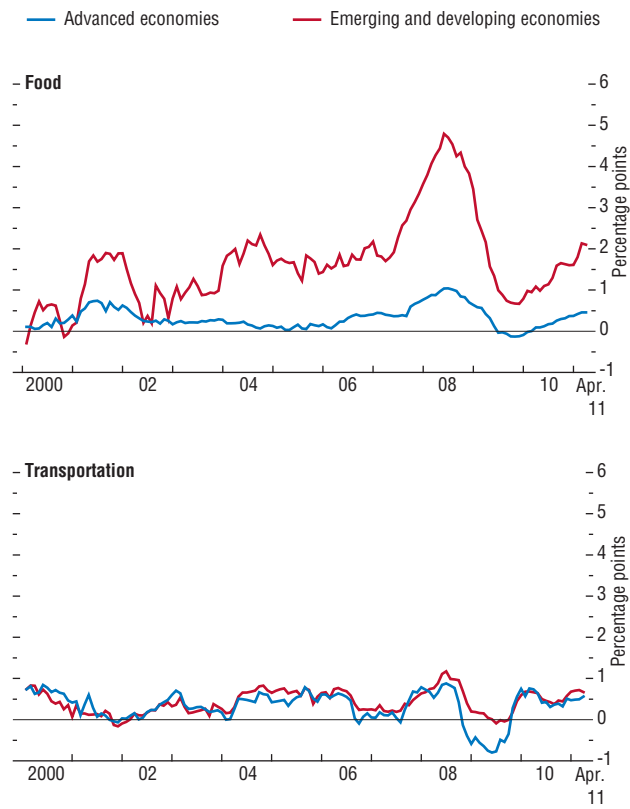 Advanced economies
Emerging and developing economies
Food
6
5
4
3
2
1
0
-1
Percentage points
2000 02 04 06 08 10 Apr.
11
Transportation
6
5
4
3
2
1
0
-1
Percentage points
2000 02 04 06 08 10 Apr.
11